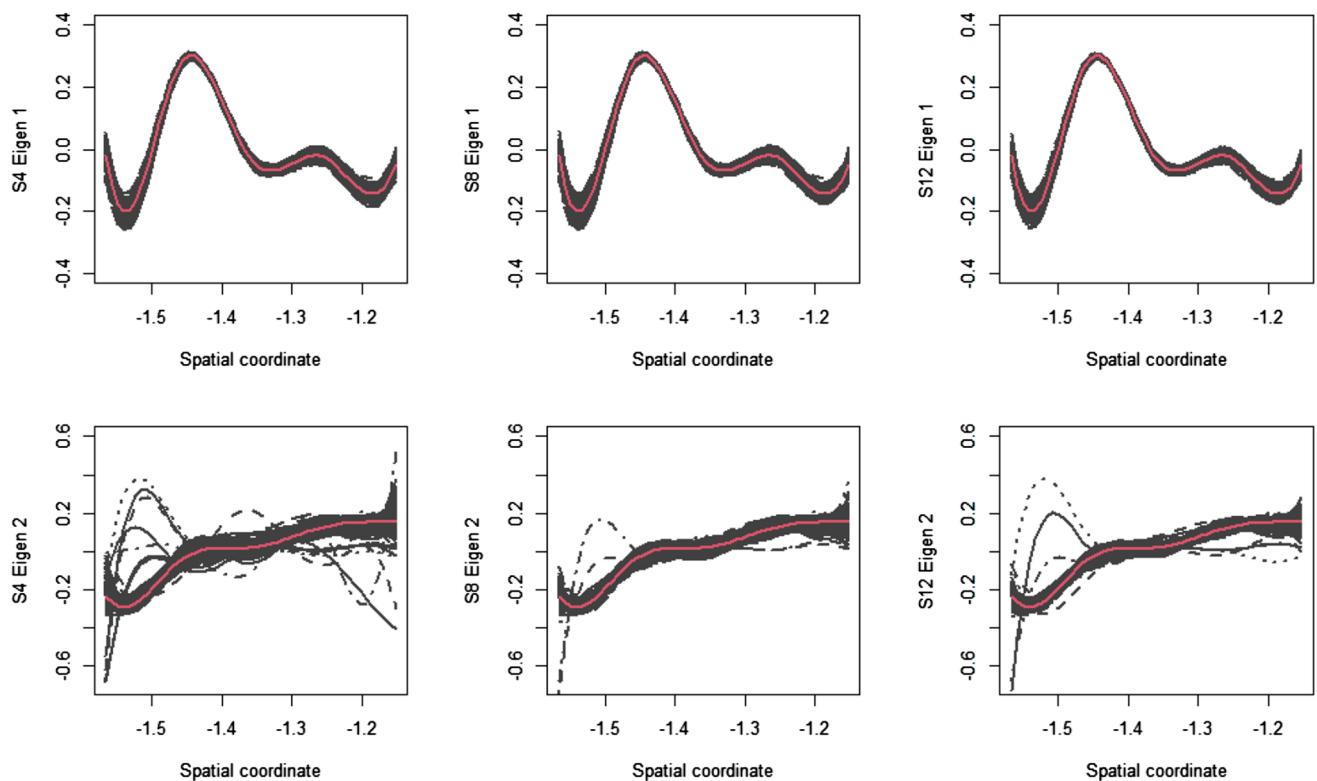 S4 Eigen 1
0.4
0.2
0.0
-0.2
-0.4
-1.5 -1.4 -1.3 -1.2
Spatial coordinate
S8 Eigen 1
0.4
0.2
0.0
-0.2
-0.4
-1.5 -1.4 -1.3 -1.2
Spatial coordinate
S12 Eigen 1
0.4
0.2
0.0
-0.2
-0.4
-1.5 -1.4 -1.3 -1.2
Spatial coordinate
S4 Eigen 2
0.6
0.2
-0.2
-0.6
-1.5 -1.4 -1.3 -1.2
Spatial coordinate
S8 Eigen 2
0.6
0.2
-0.2
-0.6
-1.5 -1.4 -1.3 -1.2
Spatial coordinate
S12 Eigen 2
0.6
0.2
-0.2
-0.6
-1.5 -1.4 -1.3 -1.2
Spatial coordinate